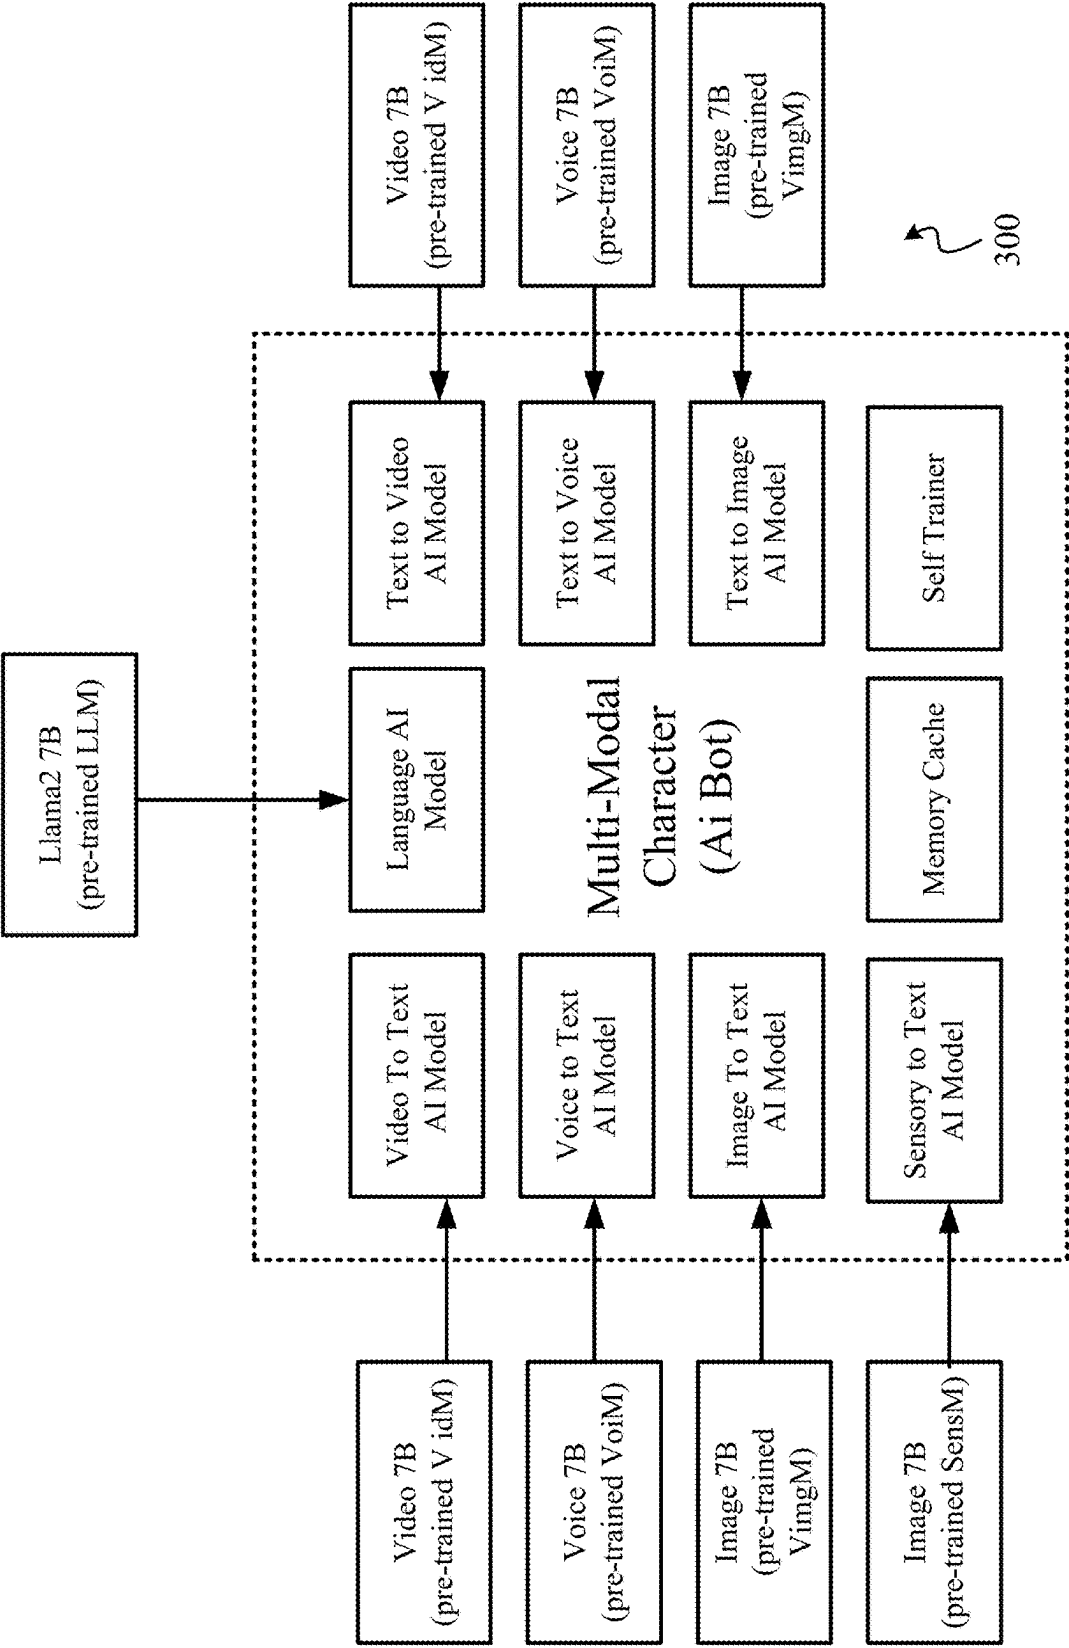 Llama2 7B
(pre-trained LLM)
Video 7B
(pre-trained V idM)
Video To Text
AI Model
Language AI
Model
Text to Video
AI Model
Video 7B
(pre-trained V idM)
Voice 7B
(pre-trained VoiM)
Voice to Text
AI Model
Multi-Modal
Character
(Ai Bot)
Text to Voice
AI Model
Voice 7B
(pre-trained VoiM)
Image 7B
(pre-trained
VimgM)
Image To Text
AI Model
Text to Image
AI Model
Image 7B
(pre-trained
VimgM)
Image 7B
(pre-trained SensM)
Sensory to Text
AI Model
Memory Cache
Self Trainer
300